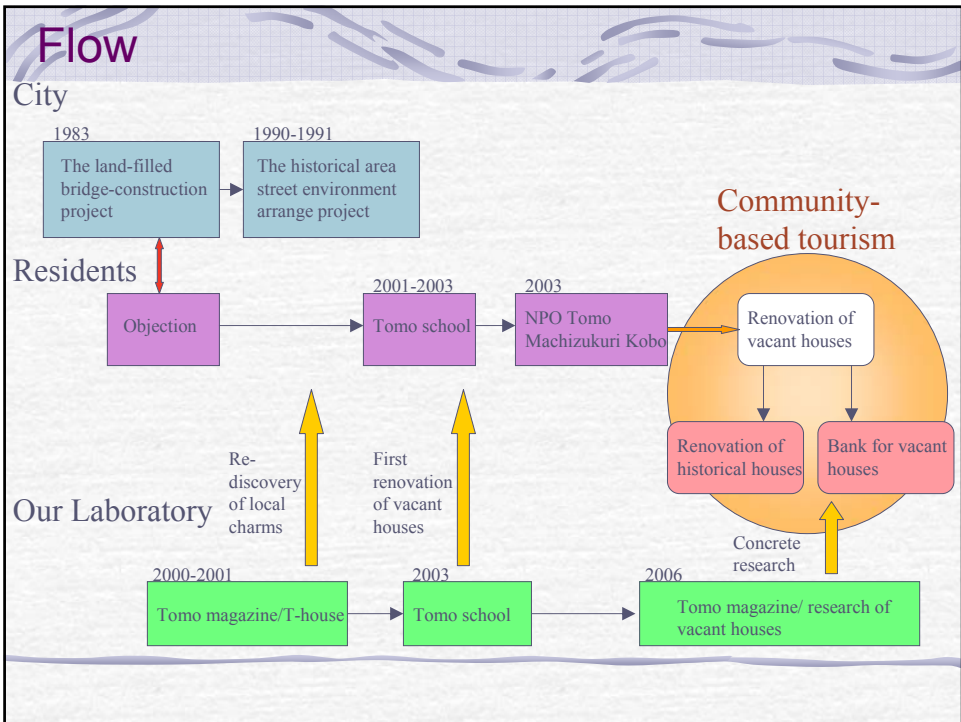 Flow
City
1983
The land-filled
bridge-construction
project
1990-1991
The historical area
street environment
arrange project
Community-
based tourism
Residents
Objection
2001-2003
Tomo school
2003
NPO Tomo
Machizukuri Kobo
Renovation of
vacant houses
Renovation of
historical houses
Bank for vacant
houses
Re-
discovery
of local
charms
First
renovation
of vacant
houses
Our Laboratory
Concrete
research
2000-2001
Tomo magazine/T-house
2003
Tomo school
2006
Tomo magazine/ research of
vacant houses